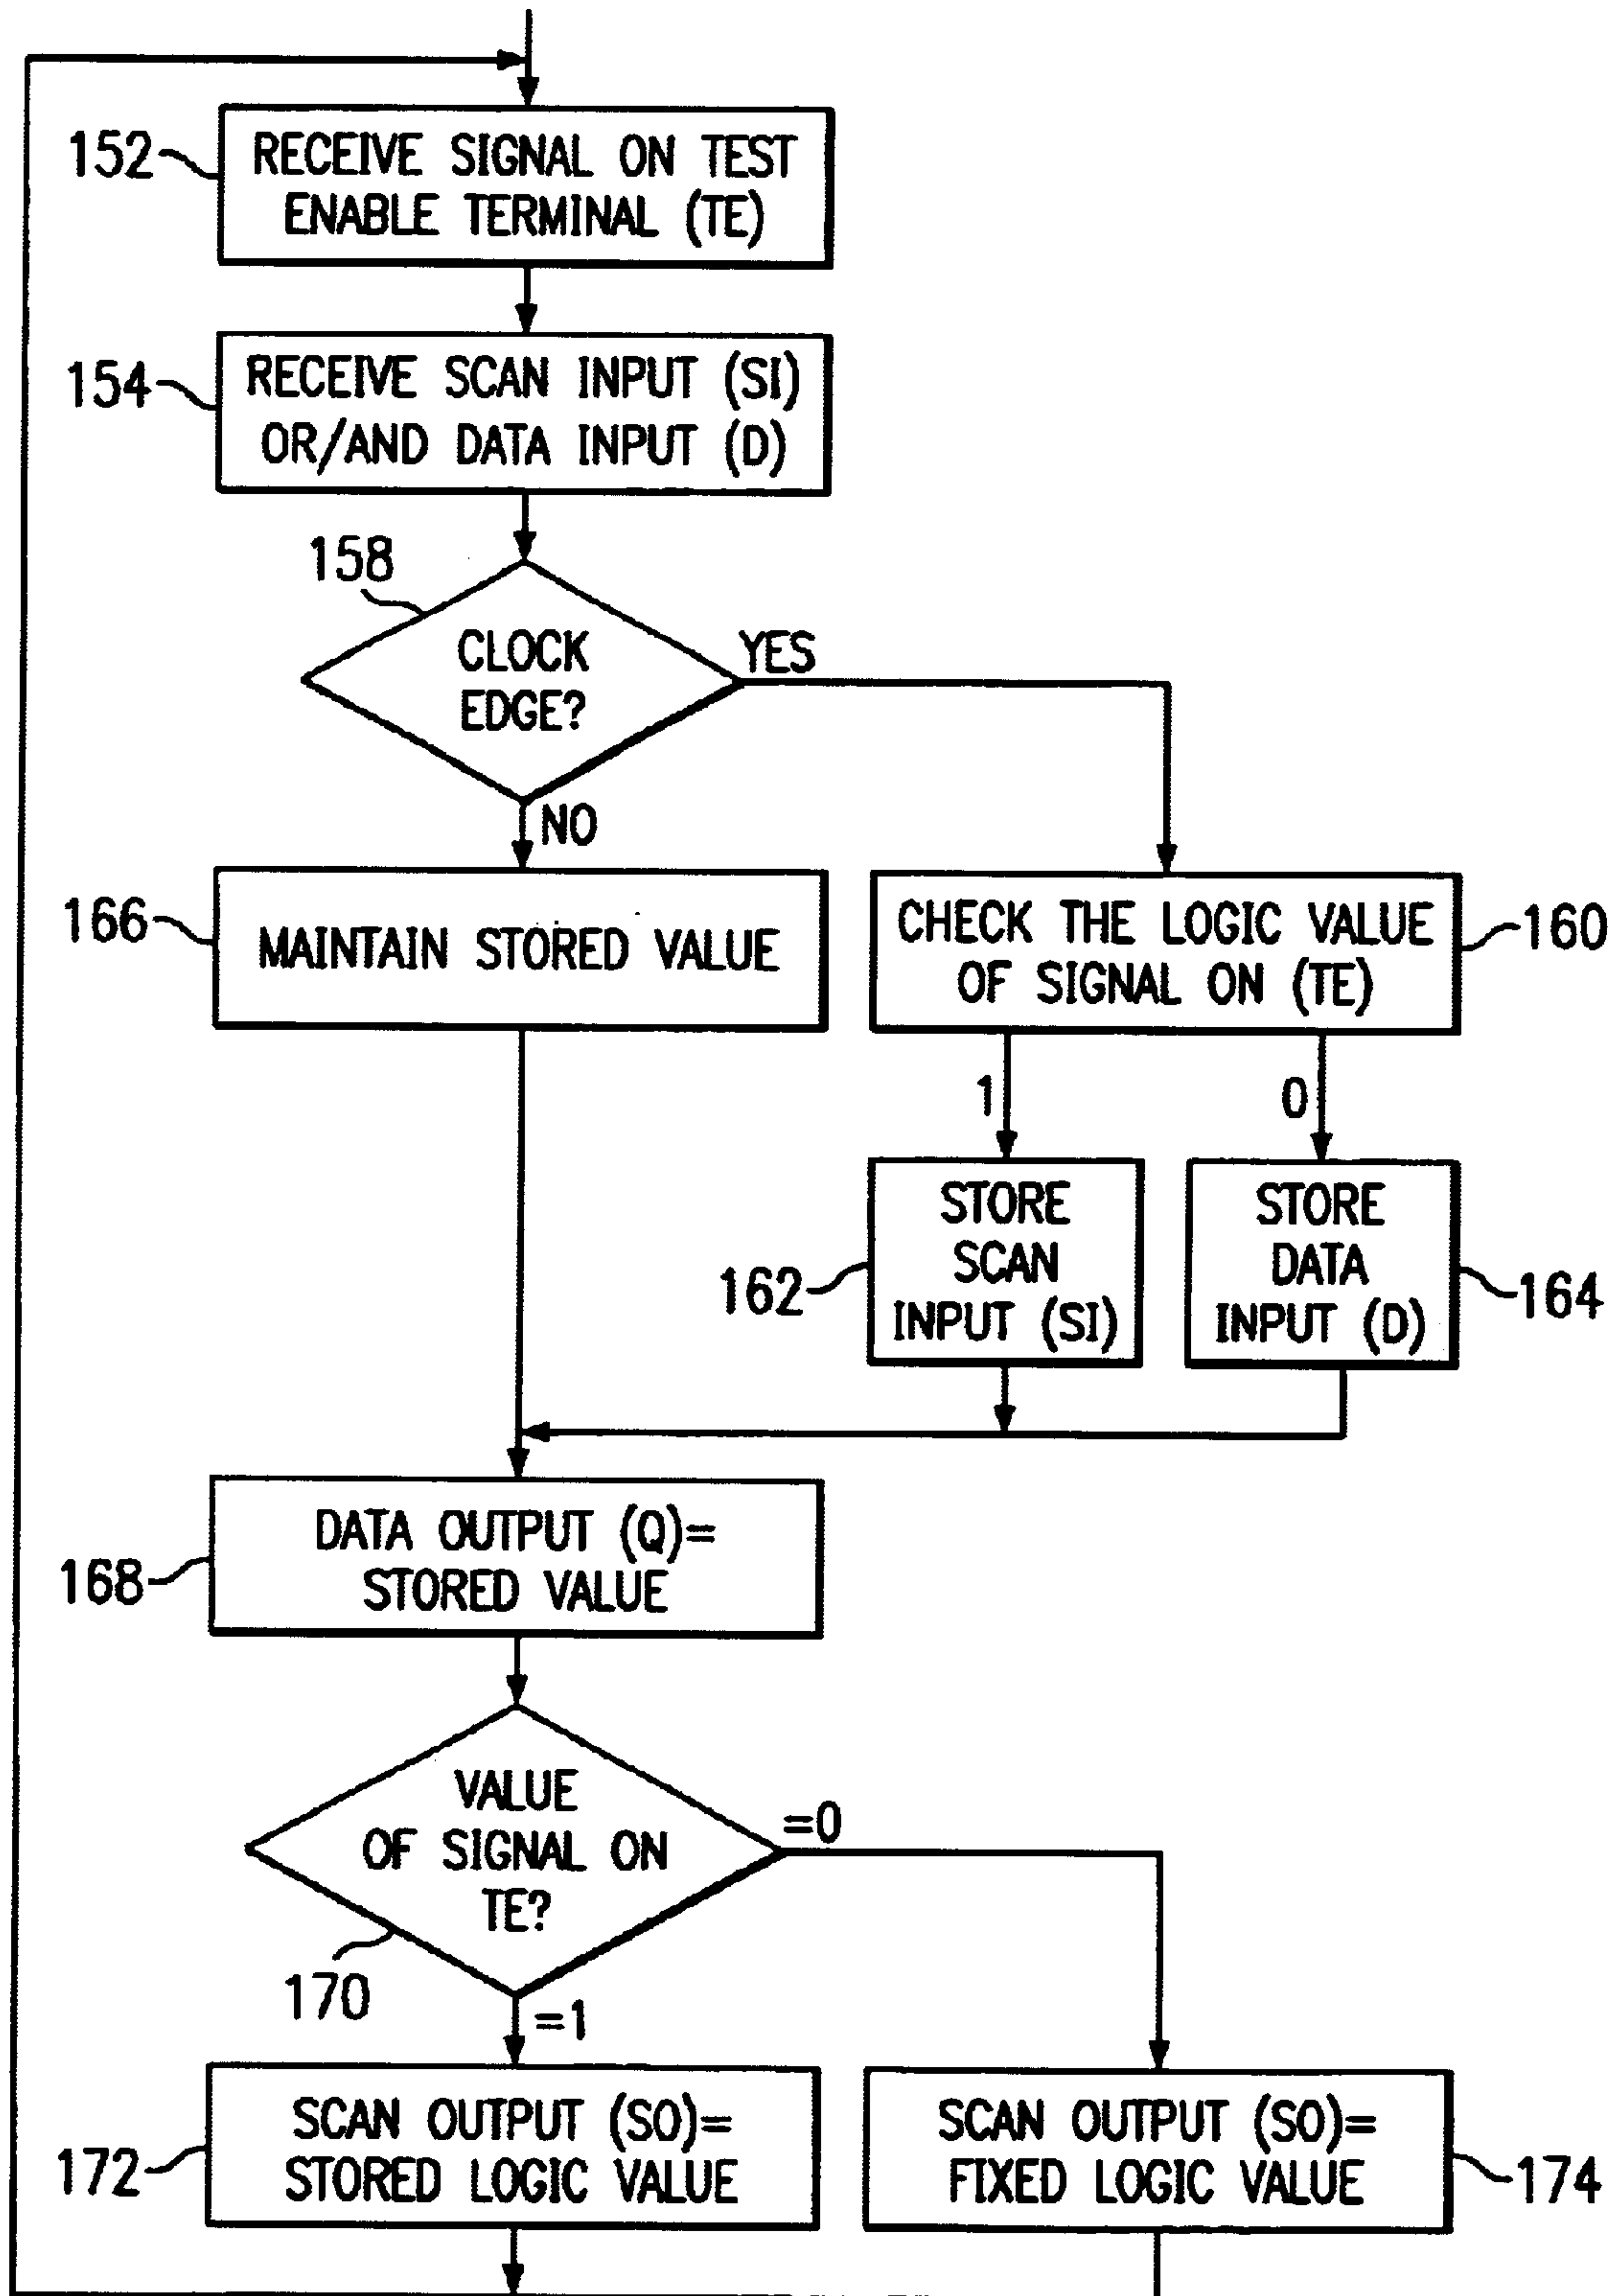 152
RECEIVE SIGNAL ON TEST
ENABLE TERMINAL (TE)
154
RECEIVE SCAN INPUT (SI)
OR/AND DATA INPUT (D)
158
CLOCK
EDGE?
YES
NO
166
MAINTAIN STORED VALUE
CHECK THE LOGIC VALUE
OF SIGNAL ON (TE)
160
1
0
162
STORE
SCAN
INPUT (SI)
STORE
DATA
INPUT (D)
164
168
DATA OUTPUT (Q)=
STORED VALUE
VALUE
OF SIGNAL ON
TE?
=0
170
=1
172
SCAN OUTPUT (SO)=
STORED LOGIC VALUE
SCAN OUTPUT (SO)=
FIXED LOGIC VALUE
174